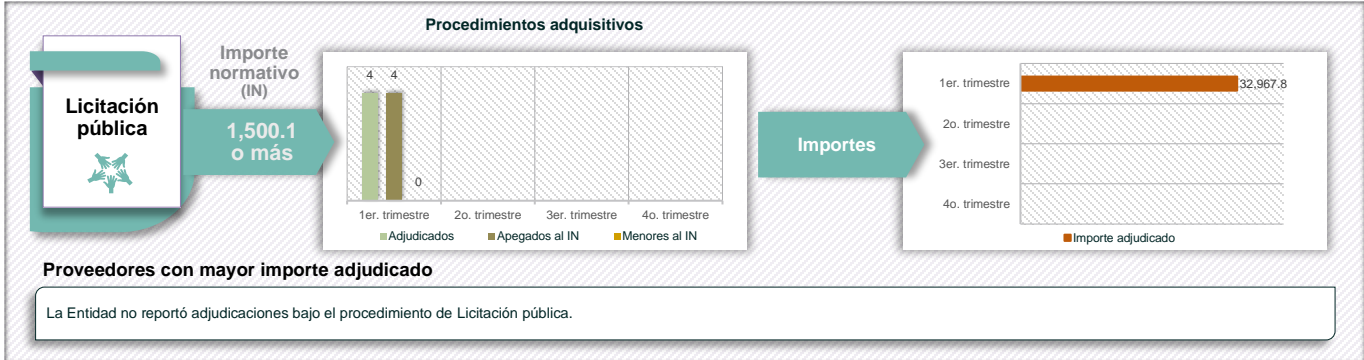 Procedimientos adquisitivos
Licitación
pública
Importe
normativo
(IN)
1,500.1
o más
4 4
0
1er. trimestre 2o. trimestre 3er. trimestre 4o. trimestre
Adjudicados Apegados al IN Menores al IN
Importes
1er. trimestre 32,967.8
2o. trimestre
3er. trimestre
4o. trimestre
Importe adjudicado
Proveedores con mayor importe adjudicado
La Entidad no reportó adjudicaciones bajo el procedimiento de Licitación pública.